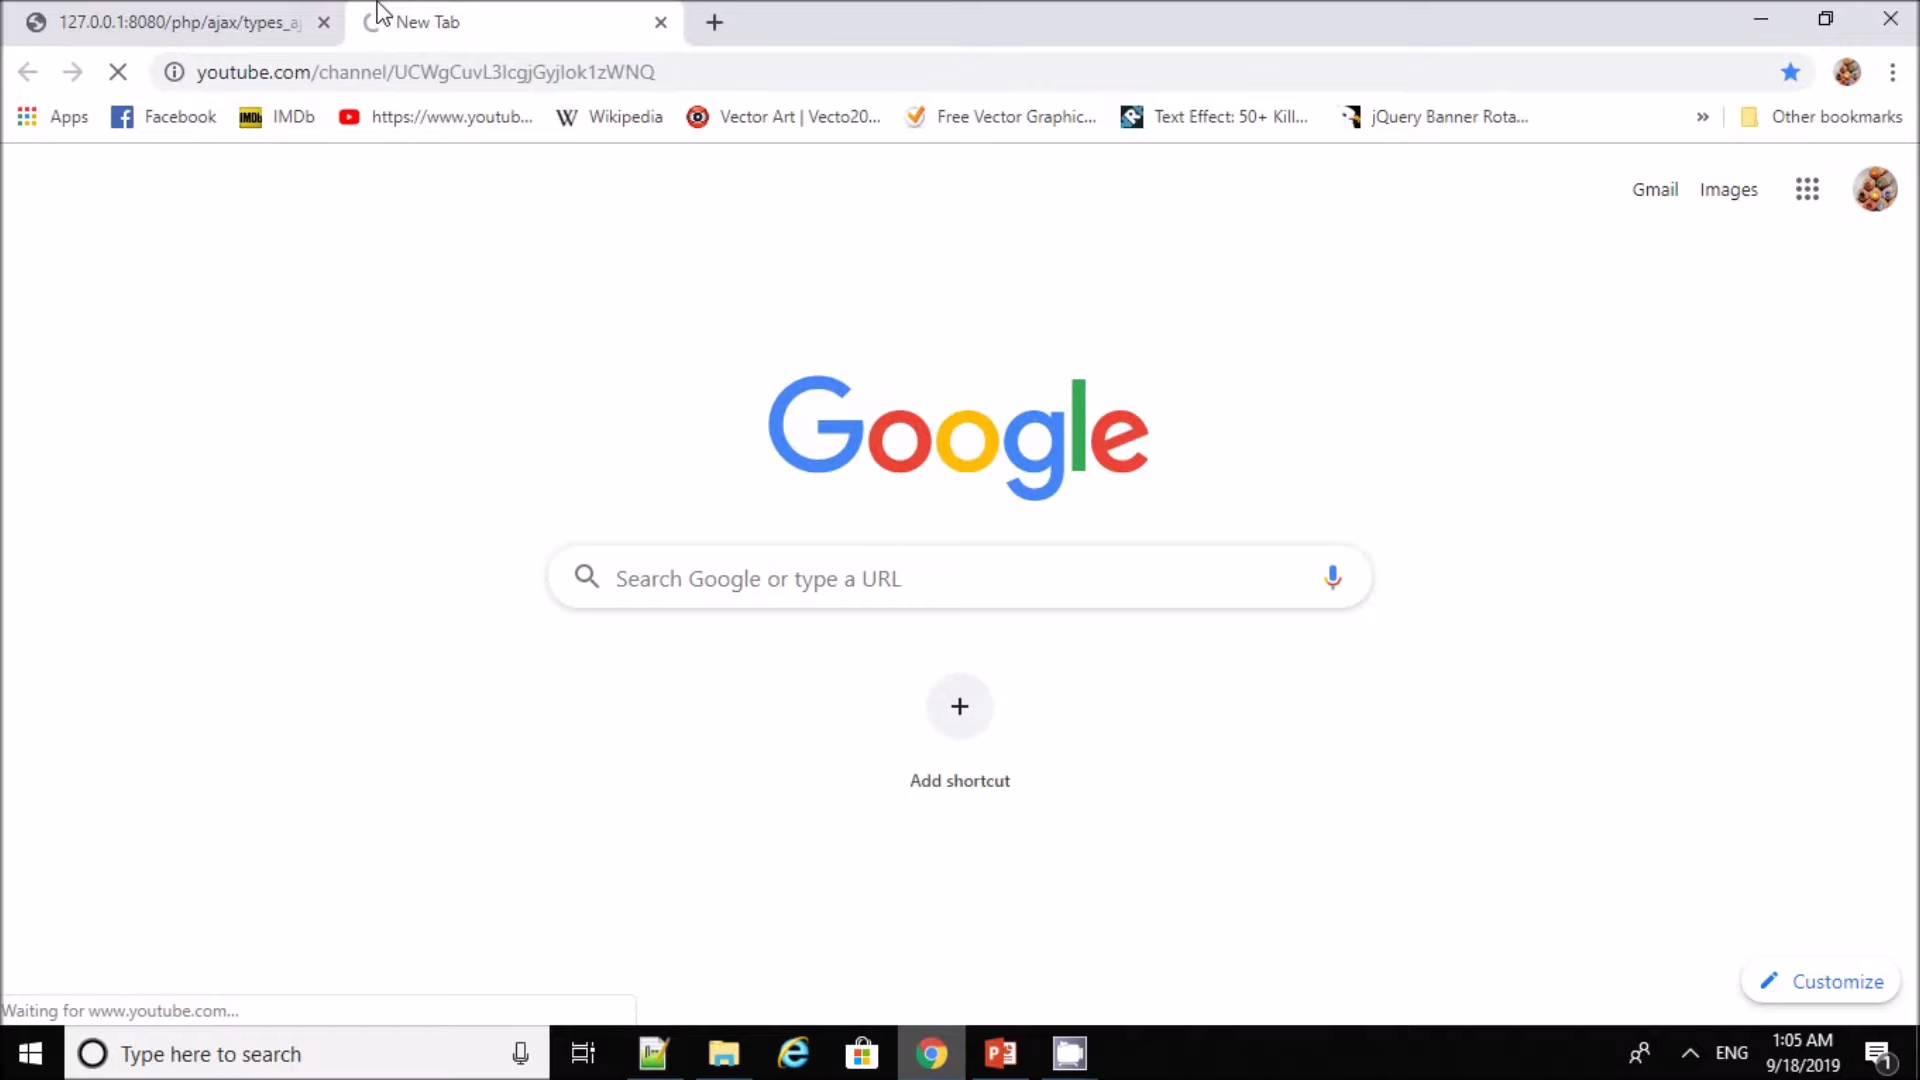 127.0.0.1:8080/php/ajax/types_aj
New Tab
youtube.com/channel/UCWgCuvL3lcgjGyjlok1zWNQ
Apps
Facebook
IMDb
https://www.youtub...
Wikipedia
Vector Art | Vecto20...
Free Vector Graphic...
Text Effect: 50+ Kill...
jQuery Banner Rota...
»
Other bookmarks
Gmail
Images
Google
Search Google or type a URL
Add shortcut
Customize
Waiting for www.youtube.com...
Type here to search
ENG
1:05 AM
9/18/2019
1